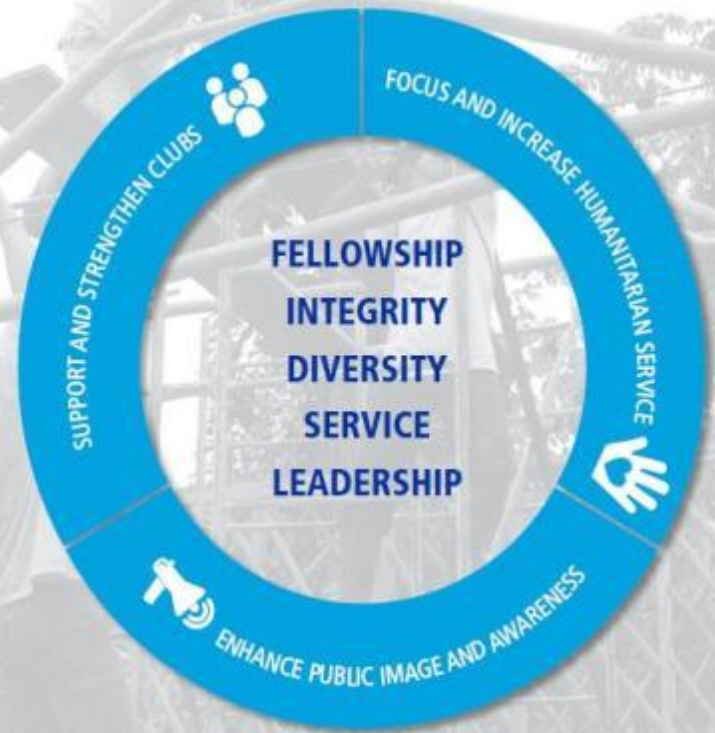 SUPPORT AND STRENGTHEN CLUBS
FOCUS AND INCREASE HUMANITARIAN SERVICE
FELLOWSHIP
INTEGRITY
DIVERSITY
SERVICE
LEADERSHIP
ENHANCE PUBLIC IMAGE AND AWARENESS